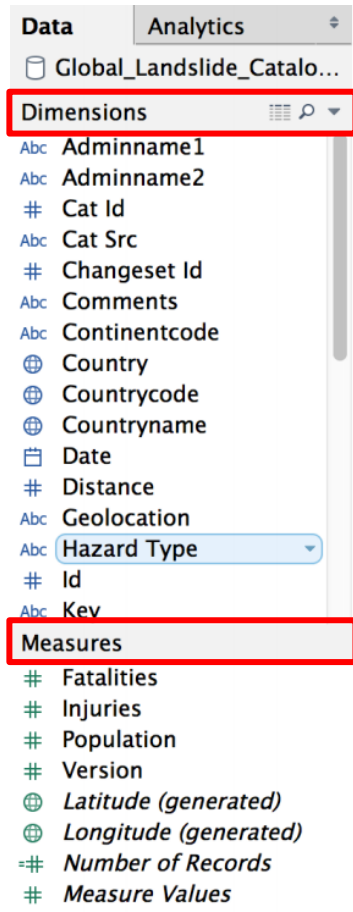 Data Analytics
Global_Landslide_Catalo...
Dimensions
Abc Adminname1
Abc Adminname2
# Cat Id
Abc Cat Src
# Changeset Id
Abc Comments
Abc Continentcode
Country
Countrycode
Countryname
Date
# Distance
Abc Geolocation
Abc Hazard Type
# Id
Abc Key
Measures
# Fatalities
# Injuries
# Population
# Version
Latitude (generated)
Longitude (generated)
=# Number of Records
# Measure Values